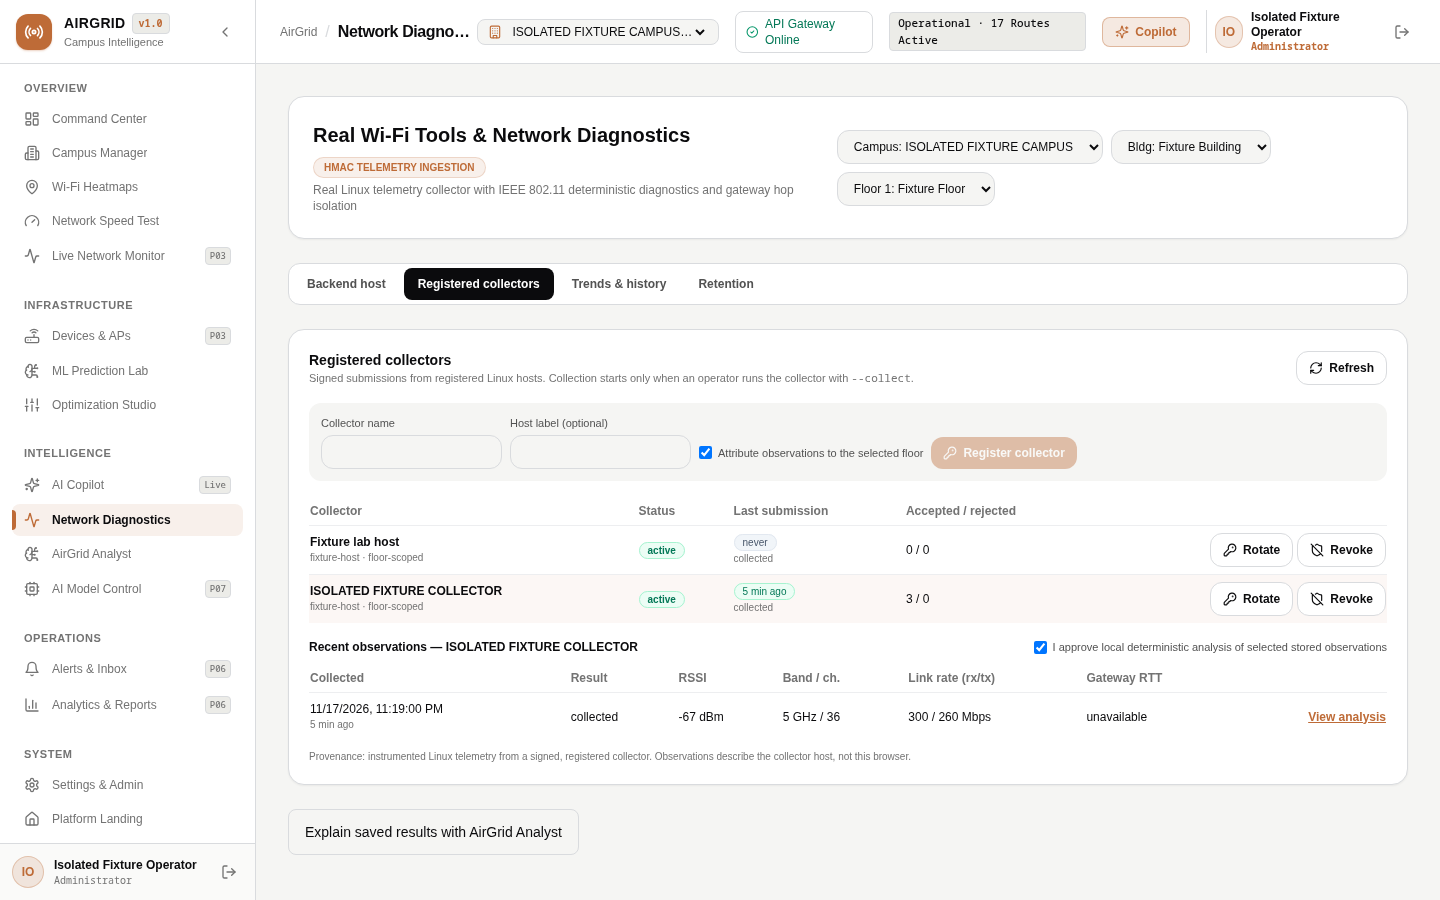 AIRGRID v1.0
Campus Intelligence
OVERVIEW
Command Center
Campus Manager
Wi-Fi Heatmaps
Network Speed Test
Live Network Monitor P03
INFRASTRUCTURE
Devices & APs P03
ML Prediction Lab
Optimization Studio
INTELLIGENCE
AI Copilot Live
Network Diagnostics
AirGrid Analyst
AI Model Control P07
OPERATIONS
Alerts & Inbox P06
Analytics & Reports P06
SYSTEM
Settings & Admin
Platform Landing
IO Isolated Fixture Operator
Administrator
AirGrid / Network Diagno...
ISOLATED FIXTURE CAMPUS...
API Gateway
Online
Operational · 17 Routes
Active
Copilot
IO
Isolated Fixture
Operator
Administrator
Real Wi-Fi Tools & Network Diagnostics
HMAC TELEMETRY INGESTION
Real Linux telemetry collector with IEEE 802.11 deterministic diagnostics and gateway hop
isolation
Campus: ISOLATED FIXTURE CAMPUS
Bldg: Fixture Building
Floor 1: Fixture Floor
Backend host Registered collectors Trends & history Retention
Registered collectors
Signed submissions from registered Linux hosts. Collection starts only when an operator runs the collector with --collect.
Refresh
Collector name
Host label (optional)
Attribute observations to the selected floor
Register collector
Collector Status Last submission Accepted / rejected
Fixture lab host
fixture-host · floor-scoped
active
never
collected
0 / 0
Rotate Revoke
ISOLATED FIXTURE COLLECTOR
fixture-host · floor-scoped
active
5 min ago
collected
3 / 0
Rotate Revoke
Recent observations — ISOLATED FIXTURE COLLECTOR
I approve local deterministic analysis of selected stored observations
Collected Result RSSI Band / ch. Link rate (rx/tx) Gateway RTT
11/17/2026, 11:19:00 PM
5 min ago
collected -67 dBm 5 GHz / 36 300 / 260 Mbps unavailable View analysis
Provenance: instrumented Linux telemetry from a signed, registered collector. Observations describe the collector host, not this browser.
Explain saved results with AirGrid Analyst